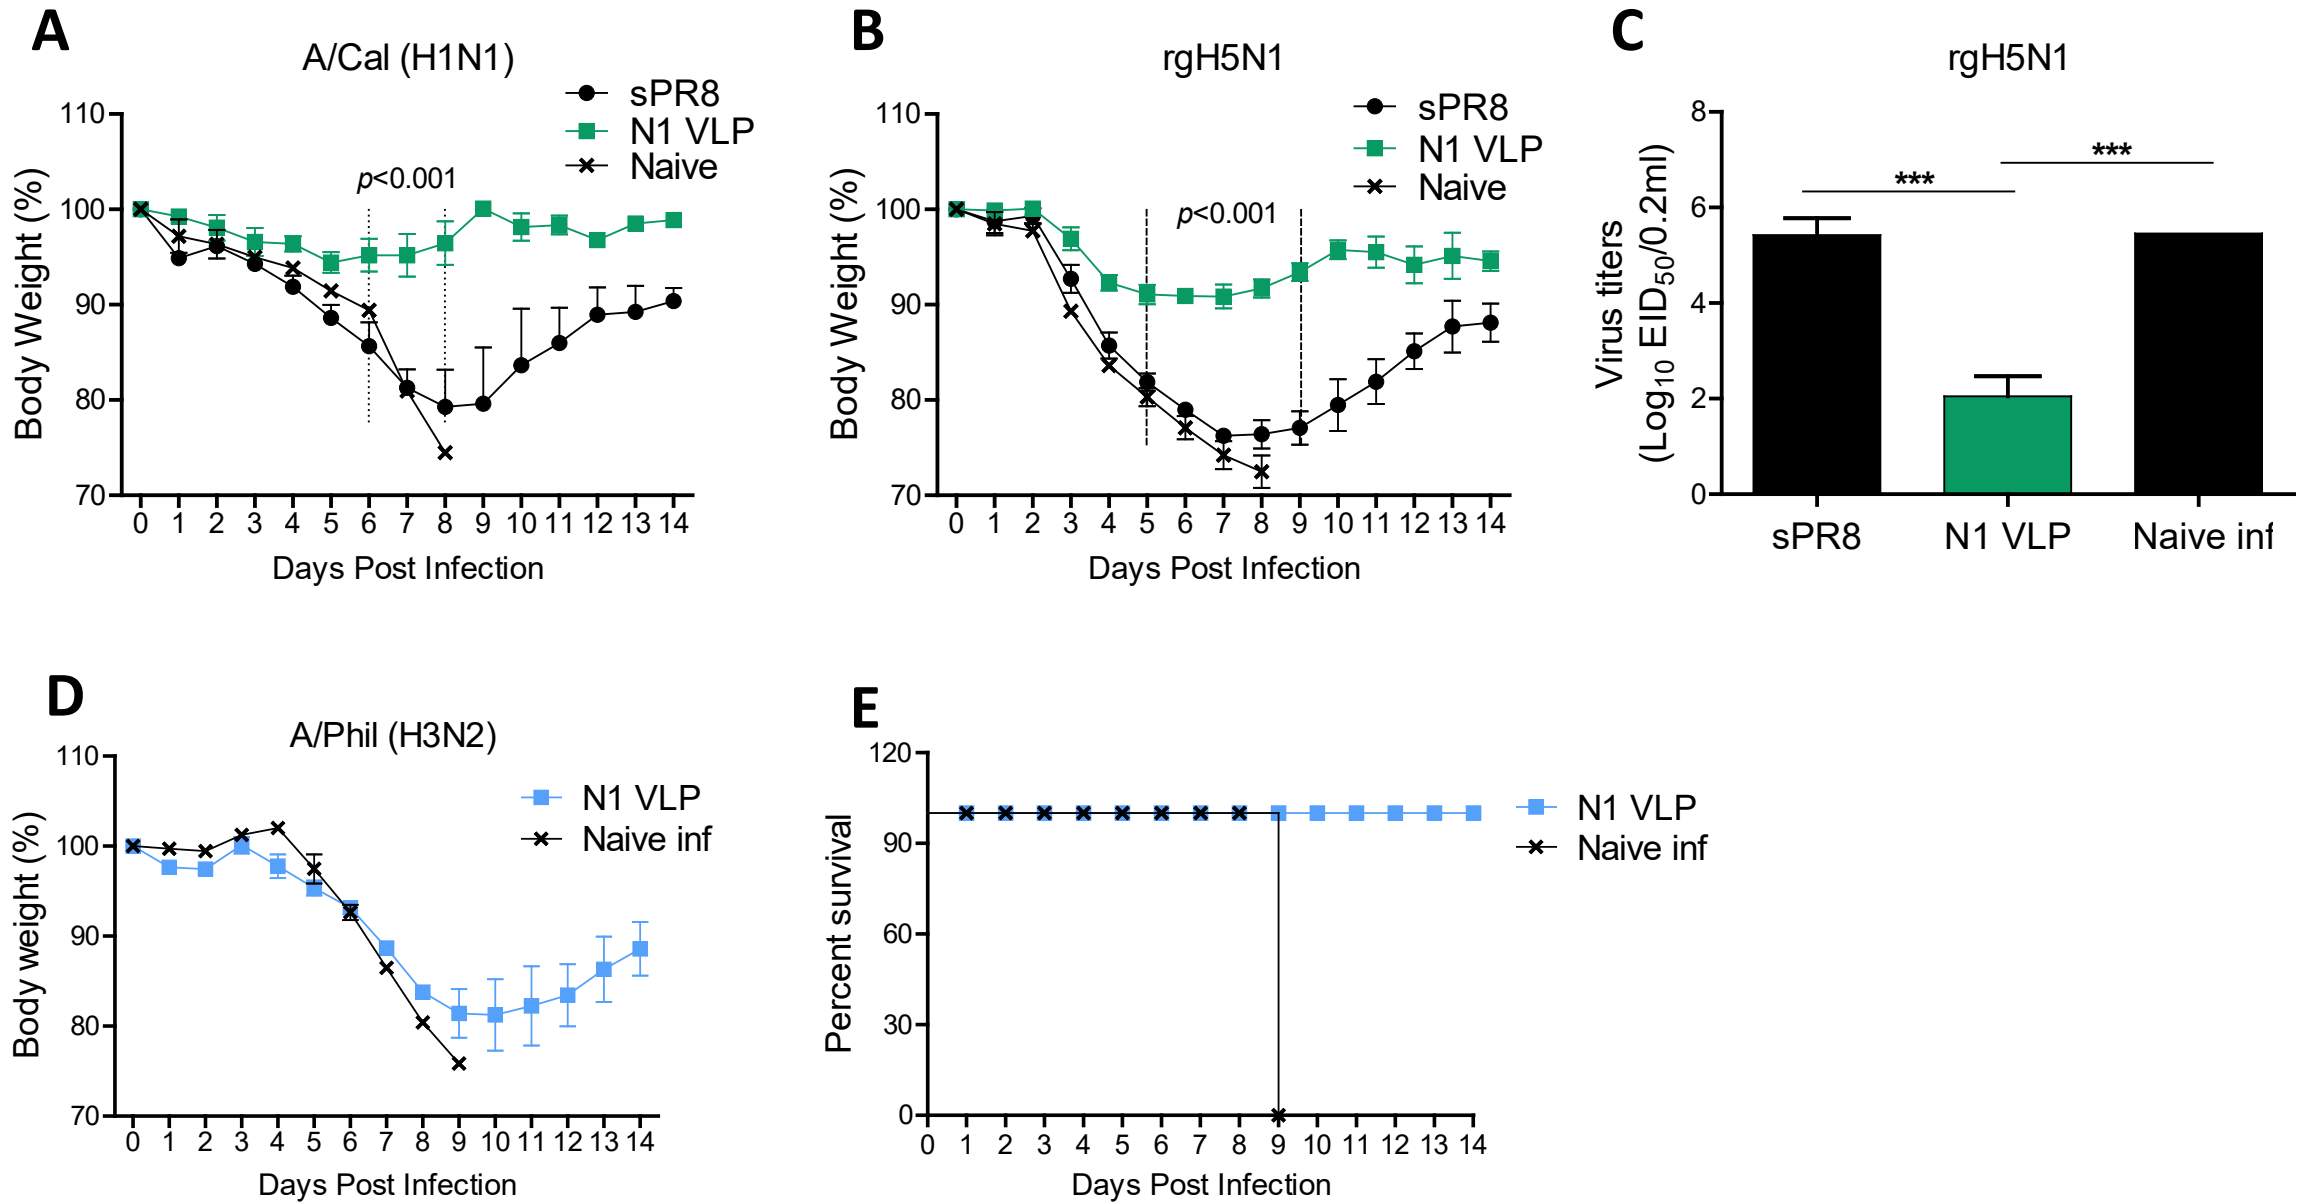 A
A/Cal (H1N1)
sPR8
N1 VLP
Naive
p<0.001
110
100
90
80
70
Body Weight (%)
0 1 2 3 4 5 6 7 8 9 10 11 12 13 14
Days Post Infection
B
rgH5N1
sPR8
N1 VLP
Naive
p<0.001
110
100
90
80
70
Body Weight (%)
0 1 2 3 4 5 6 7 8 9 10 11 12 13 14
Days Post Infection
C
rgH5N1
8
6
4
2
0
Virus titers
(Log10 EID50/0.2ml)
***
***
sPR8 N1 VLP Naive inf
D
A/Phil (H3N2)
N1 VLP
Naive inf
110
100
90
80
70
Body weight (%)
0 1 2 3 4 5 6 7 8 9 10 11 12 13 14
Days Post Infection
E
120
90
60
30
0
Percent survival
N1 VLP
Naive inf
0 1 2 3 4 5 6 7 8 9 10 11 12 13 14
Days Post Infection